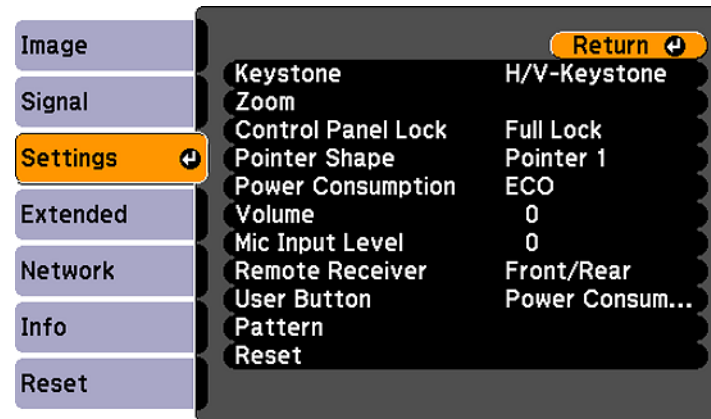 Image
Signal
Settings
Extended
Network
Info
Reset
Return
Keystone H/V-Keystone
Zoom
Control Panel Lock Full Lock
Pointer Shape Pointer 1
Power Consumption ECO
Volume 0
Mic Input Level 0
Remote Receiver Front/Rear
User Button Power Consum...
Pattern
Reset